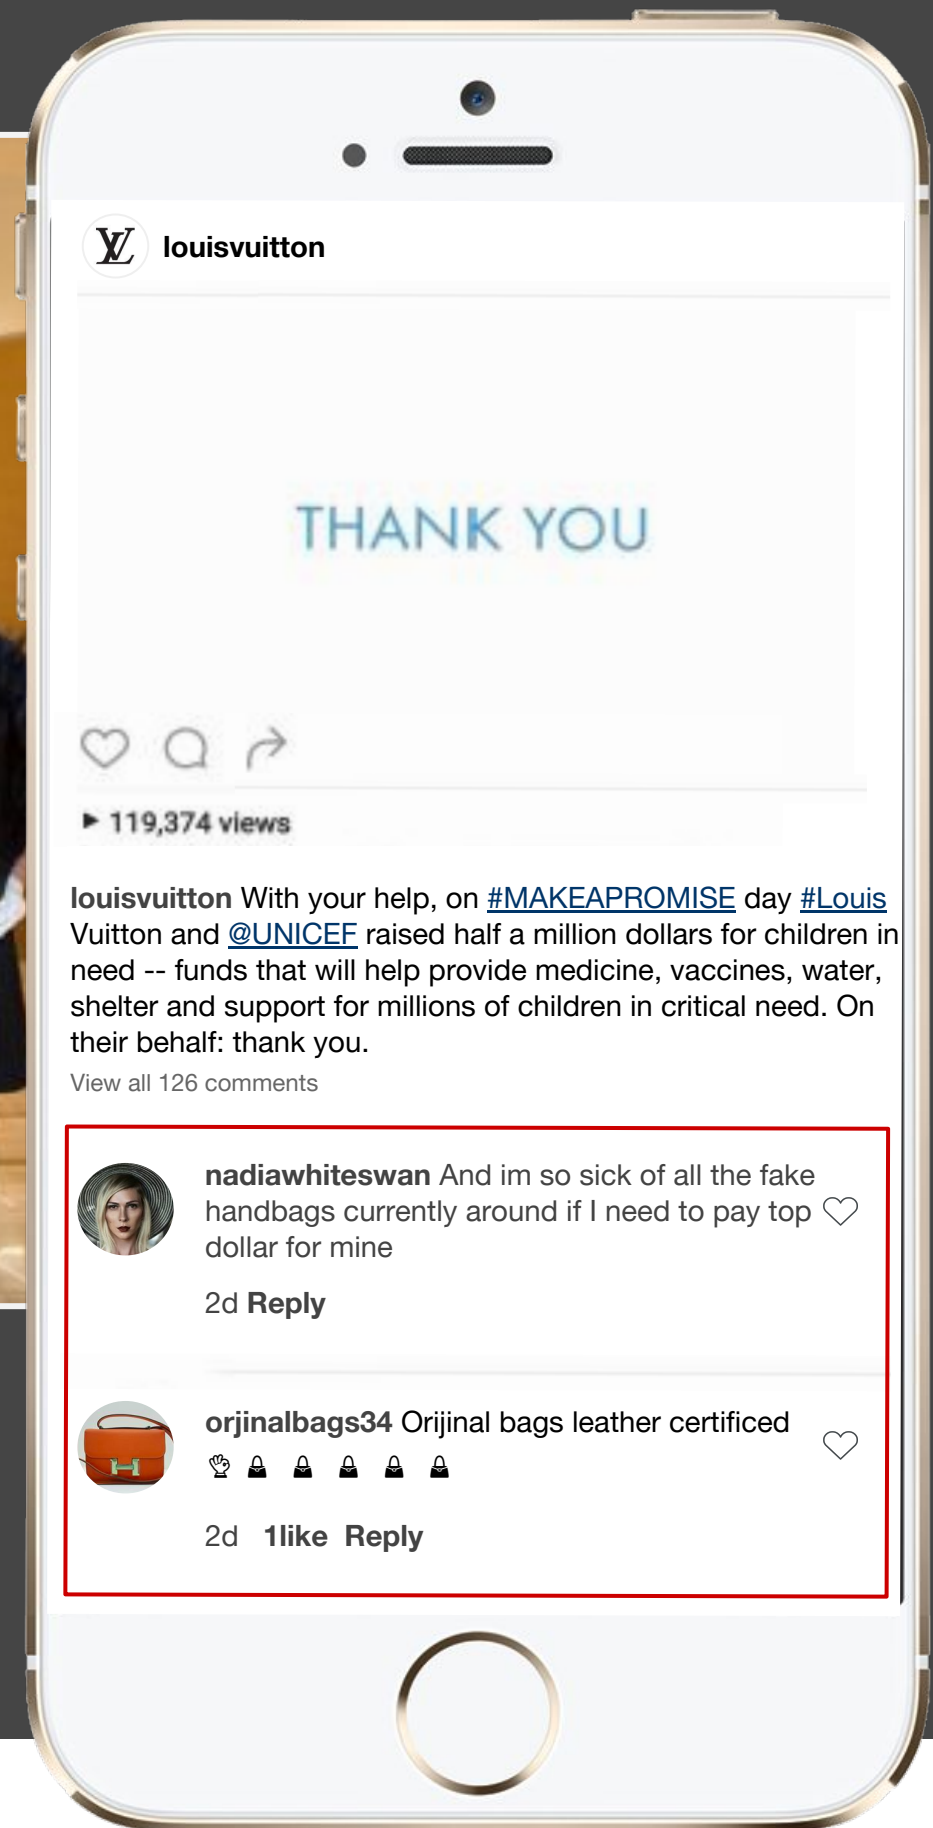 LV louisvuitton
THANK YOU
119,374 views
louisvuitton With your help, on #MAKEAPROMISE day #Louis
Vuitton and @UNICEF raised half a million dollars for children in
need -- funds that will help provide medicine, vaccines, water,
shelter and support for millions of children in critical need. On
their behalf: thank you.
View all 126 comments
nadiawhiteswan And im so sick of all the fake
handbags currently around if I need to pay top
dollar for mine
2d Reply
orjinalbags34 Orijinal bags leather certificed
2d 1like Reply